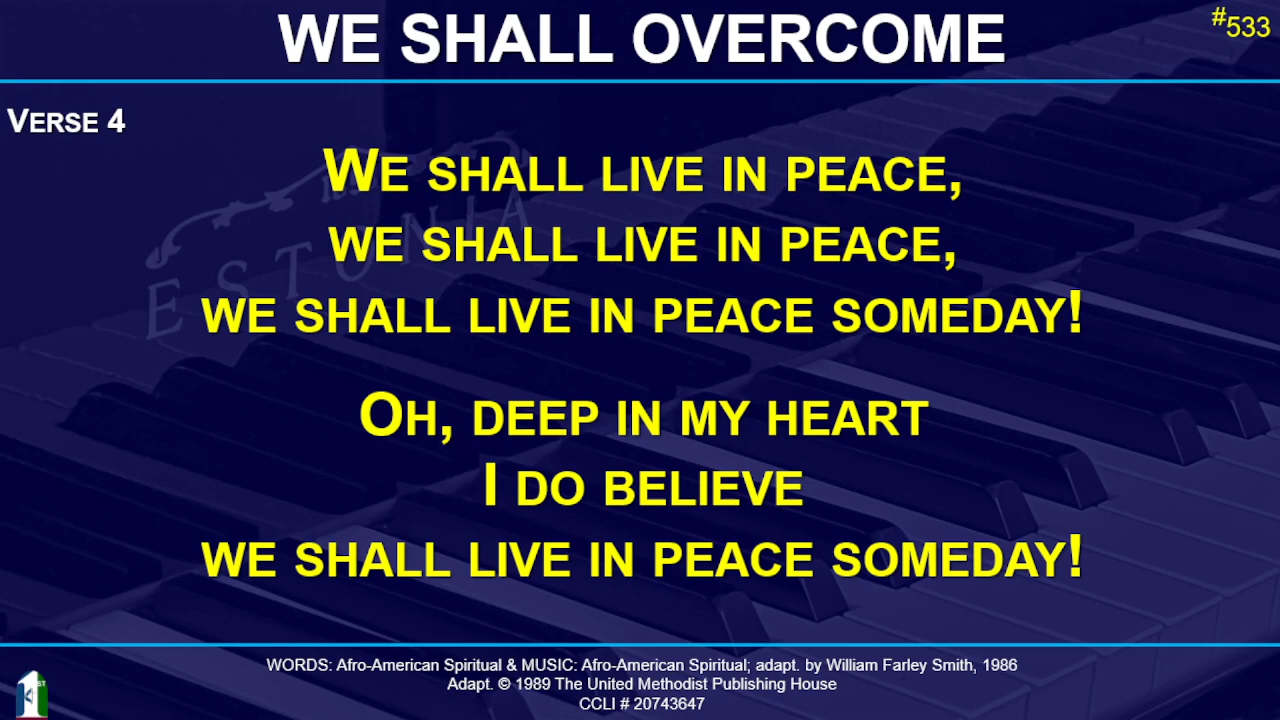 WE SHALL OVERCOME
#533
VERSE 4
WE SHALL LIVE IN PEACE,
WE SHALL LIVE IN PEACE,
WE SHALL LIVE IN PEACE SOMEDAY!
OH, DEEP IN MY HEART
I DO BELIEVE
WE SHALL LIVE IN PEACE SOMEDAY!
ESTONIA
WORDS: Afro-American Spiritual & MUSIC: Afro-American Spiritual; adapt. by William Farley Smith, 1986
Adapt. © 1989 The United Methodist Publishing House
CCLI # 20743647